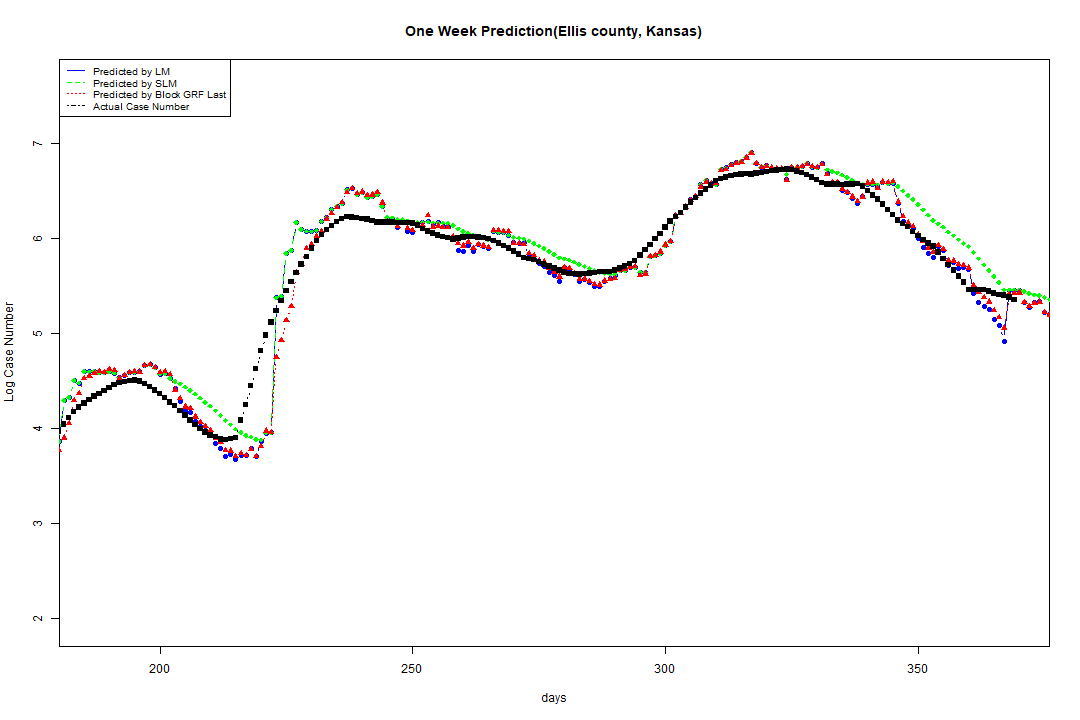 One Week Prediction(Ellis county, Kansas)
Predicted by LM
Predicted by SLM
Predicted by Block GRF Last
Actual Case Number
7
6
5
4
3
2
Log Case Number
200 250 300 350
days